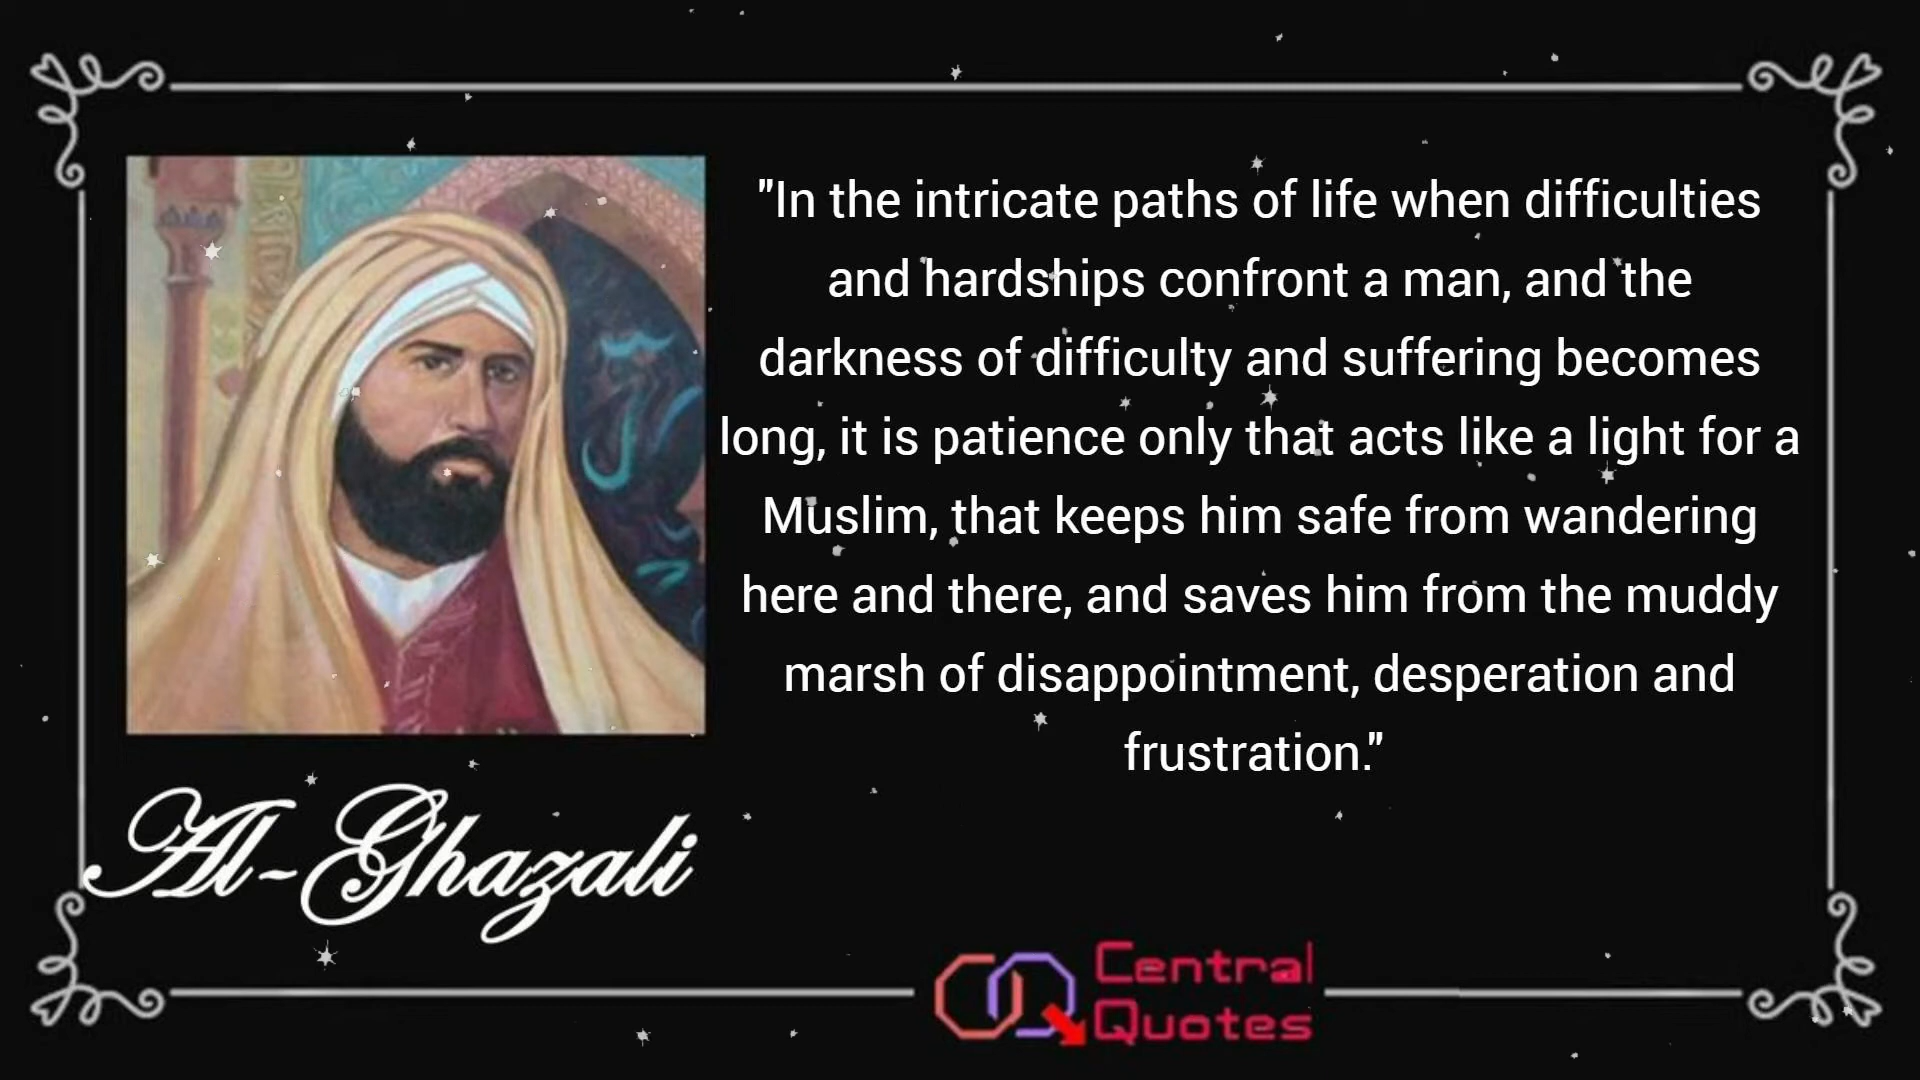 "In the intricate paths of life when difficulties
and hardships confront a man, and the
darkness of difficulty and suffering becomes
long, it is patience only that acts like a light for a
Muslim, that keeps him safe from wandering
here and there, and saves him from the muddy
marsh of disappointment, desperation and
frustration."
Al-Ghazali
Central
Quotes